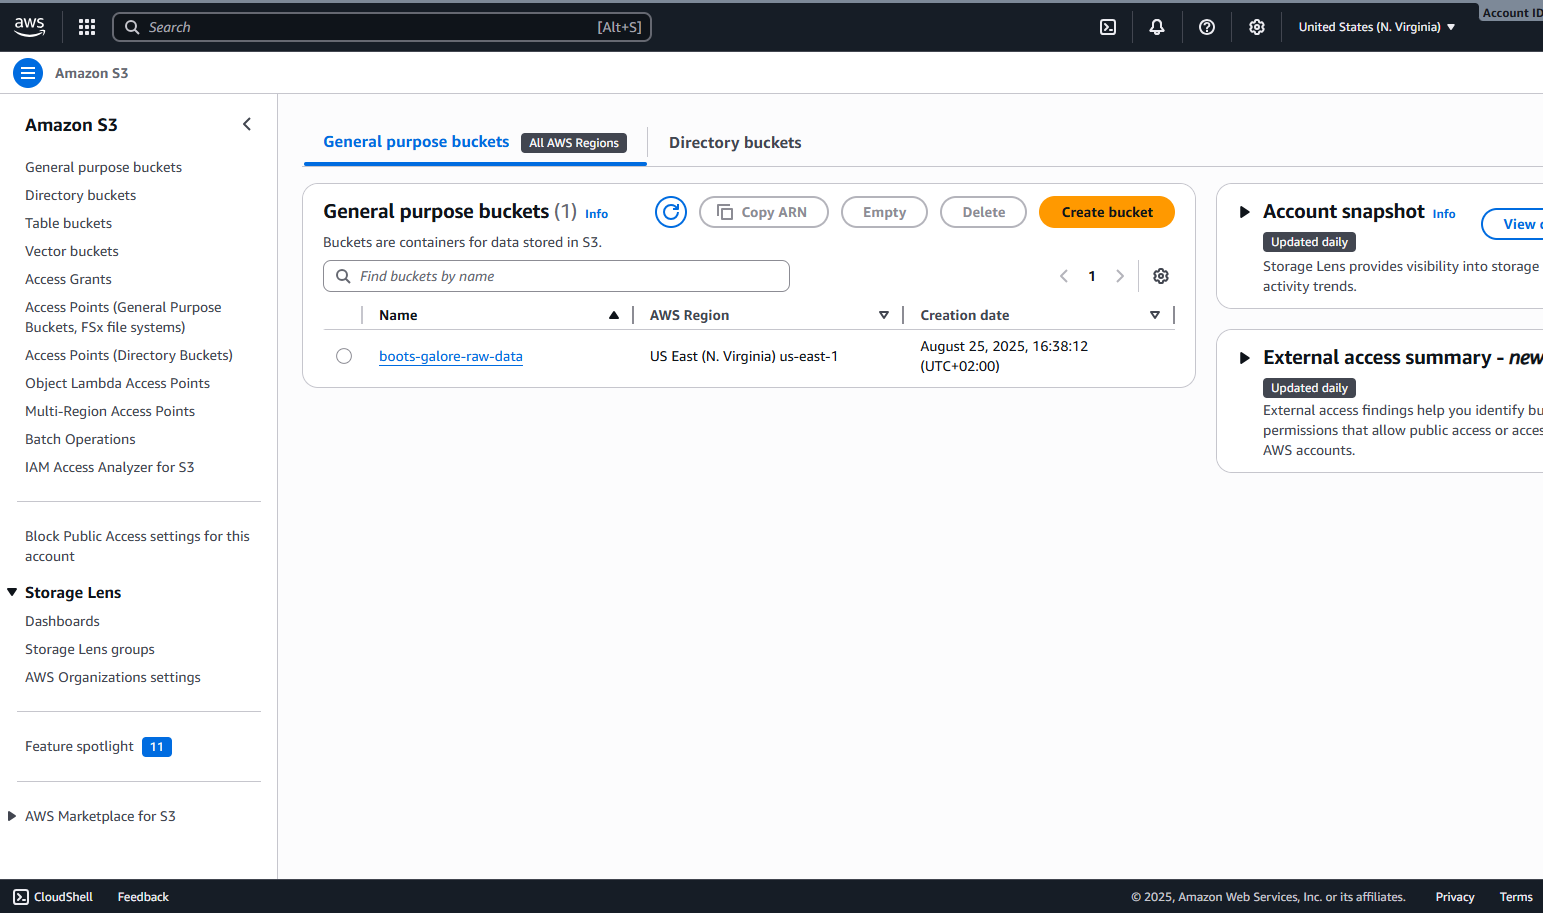 aws
Search
[Alt+S]
United States (N. Virginia)
Account ID
Amazon S3
Amazon S3
General purpose buckets
Directory buckets
Table buckets
Vector buckets
Access Grants
Access Points (General Purpose
Buckets, FSx file systems)
Access Points (Directory Buckets)
Object Lambda Access Points
Multi-Region Access Points
Batch Operations
IAM Access Analyzer for S3
Block Public Access settings for this
account
Storage Lens
Dashboards
Storage Lens groups
AWS Organizations settings
Feature spotlight 11
AWS Marketplace for S3
General purpose buckets All AWS Regions
Directory buckets
General purpose buckets (1) Info
Copy ARN
Empty
Delete
Create bucket
Buckets are containers for data stored in S3.
Find buckets by name
1
Name
AWS Region
Creation date
boots-galore-raw-data
US East (N. Virginia) us-east-1
August 25, 2025, 16:38:12
(UTC+02:00)
Account snapshot Info
View
Updated daily
Storage Lens provides visibility into storage
activity trends.
External access summary - new
Updated daily
External access findings help you identify
permissions that allow public access or
AWS accounts.
CloudShell
Feedback
© 2025, Amazon Web Services, Inc. or its affiliates.
Privacy
Terms